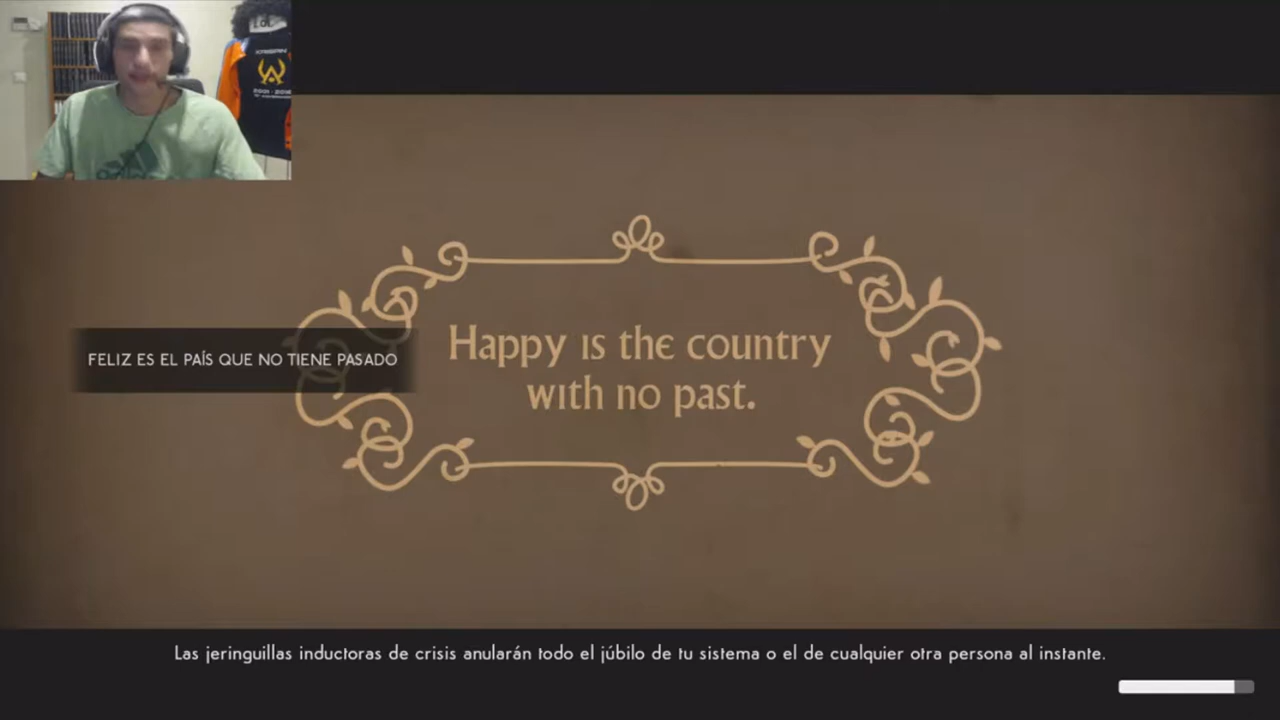 Happy is the country
with no past.
FELIZ ES EL PAÍS QUE NO TIENE PASADO
Las jeringuillas inductoras de crisis anularán todo el júbilo de tu sistema o el de cualquier otra persona al instante.